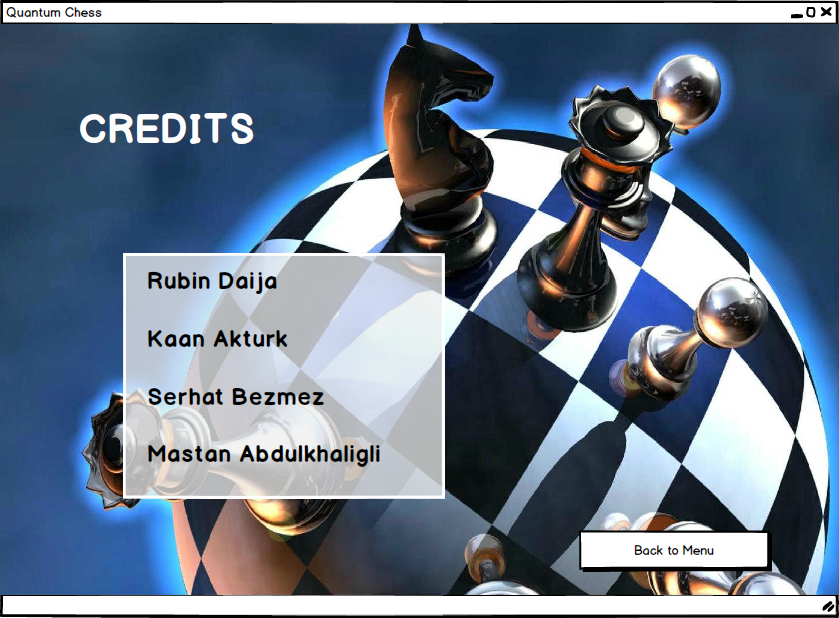 Quantum Chess
CREDITS
Rubin Daija
Kaan Akturk
Serhat Bezmez
Mastan Abdulkhaligli
Back to Menu